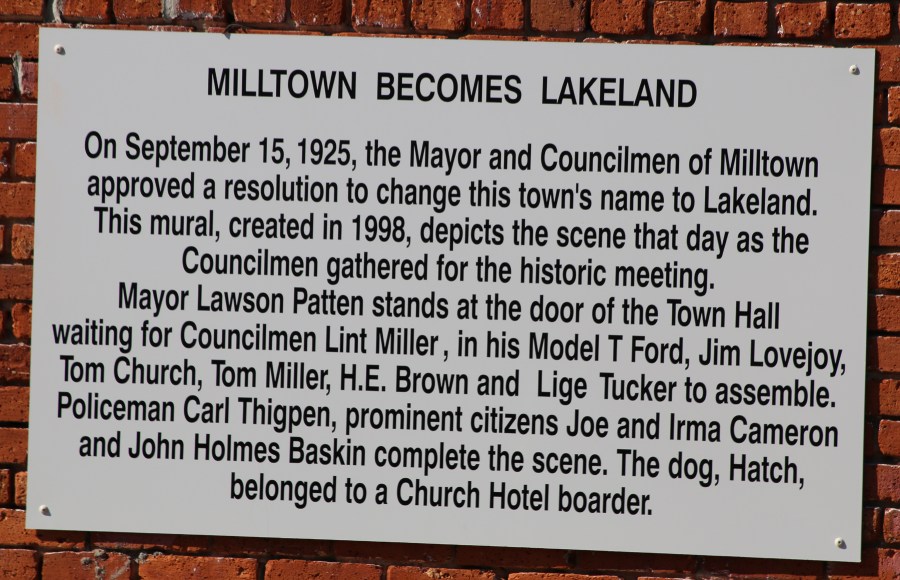 MILLTOWN BECOMES LAKELAND
On September 15, 1925, the Mayor and Councilmen of Milltown
approved a resolution to change this town's name to Lakeland.
This mural, created in 1998, depicts the scene that day as the
Councilmen gathered for the historic meeting.
Mayor Lawson Patten stands at the door of the Town Hall
waiting for Councilmen Lint Miller, in his Model T Ford, Jim Lovejoy,
Tom Church, Tom Miller, H.E. Brown and Lige Tucker to assemble.
Policeman Carl Thigpen, prominent citizens Joe and Irma Cameron
and John Holmes Baskin complete the scene. The dog, Hatch,
belonged to a Church Hotel boarder.